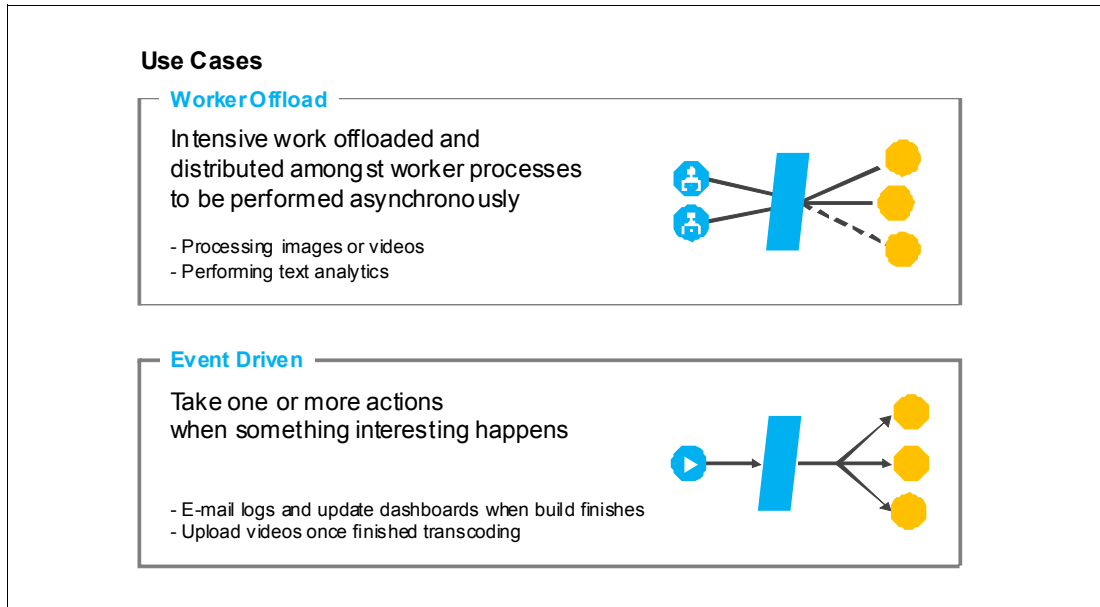 Use Cases
Worker Offload
Intensive work offloaded and
distributed amongst worker processes
to be performed asynchronously
- Processing images or videos
- Performing text analytics
Event Driven
Take one or more actions
when something interesting happens
- E-mail logs and update dashboards when build finishes
- Upload videos once finished transcoding